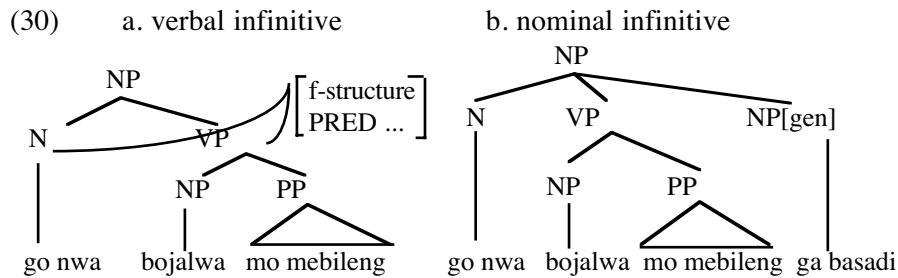 (30) a. verbal infinitive b. nominal infinitive
NP NP
f-structure
PRED ...
N VP N VP NP[gen]
NP PP NP PP
go nwa bojalwa mo mebileng go nwa bojalwa mo mebileng ga basadi